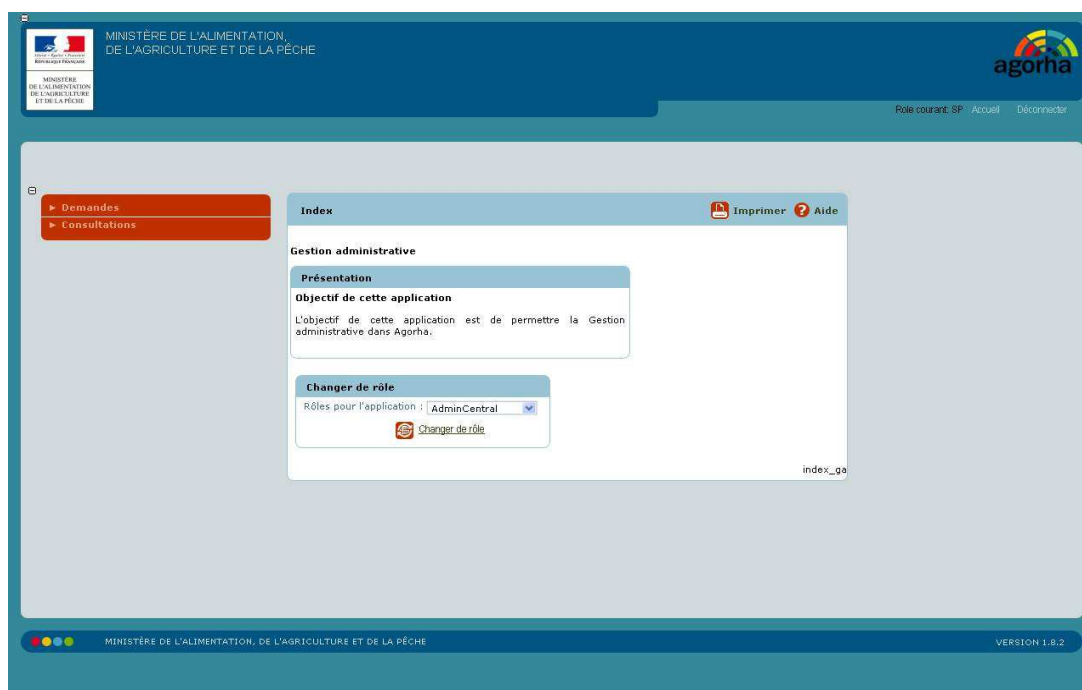 MINISTÈRE DE L'ALIMENTATION,
DE L'AGRICULTURE ET DE LA PÊCHE
RÉPUBLIQUE FRANÇAISE
MINISTÈRE
DE L'ALIMENTATION
DE L'AGRICULTURE
ET DE LA PÊCHE
agorha
Role courant: SP Accueil Déconnecter
Demandes
Consultations
Index
Imprimer
Aide
Gestion administrative
Présentation
Objectif de cette application
L'objectif de cette application est de permettre la Gestion
administrative dans Agorha.
Changer de rôle
Rôles pour l'application : AdminCentral
Changer de rôle
index_ga
MINISTÈRE DE L'ALIMENTATION, DE L'AGRICULTURE ET DE LA PÊCHE
VERSION 1.8.2